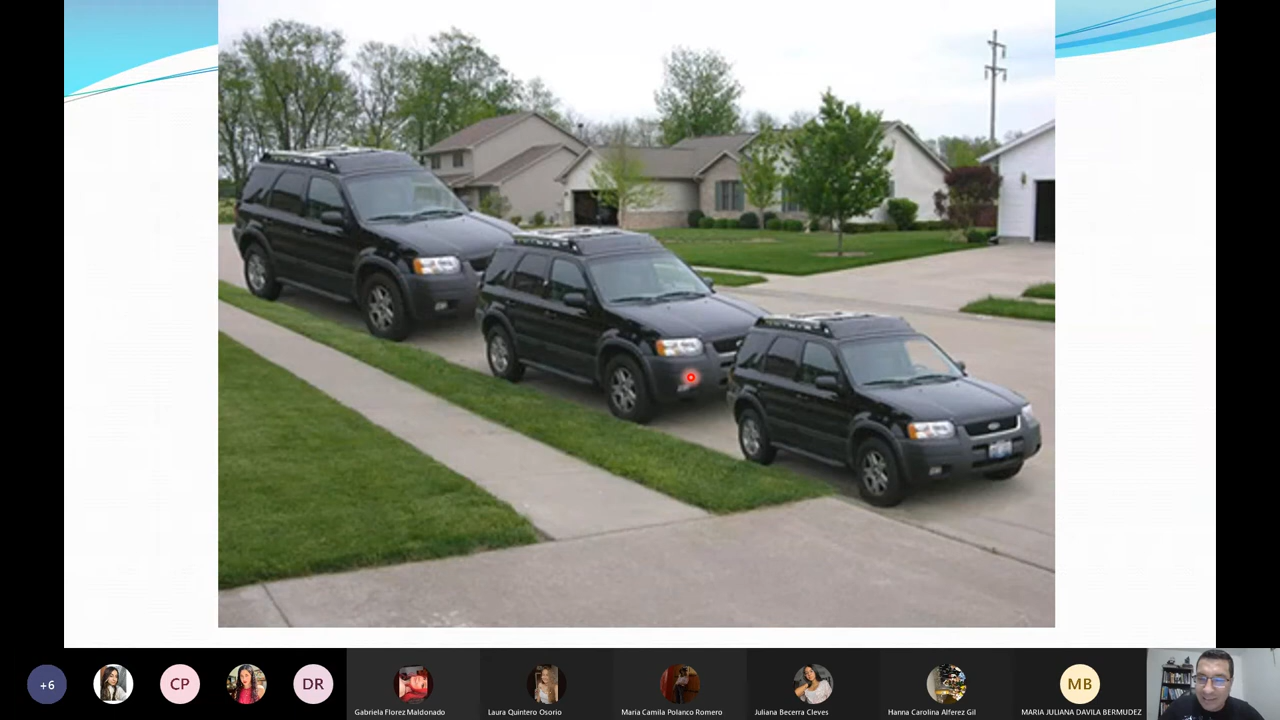 +6
CP
DR
Gabriela Florez Maldonado
Laura Quintero Osorio
Maria Camila Polanco Romero
Juliana Becerra Cleves
Hanna Carolina Alferez Gil
MB
MARIA JULIANA DAVILA BERMUDEZ